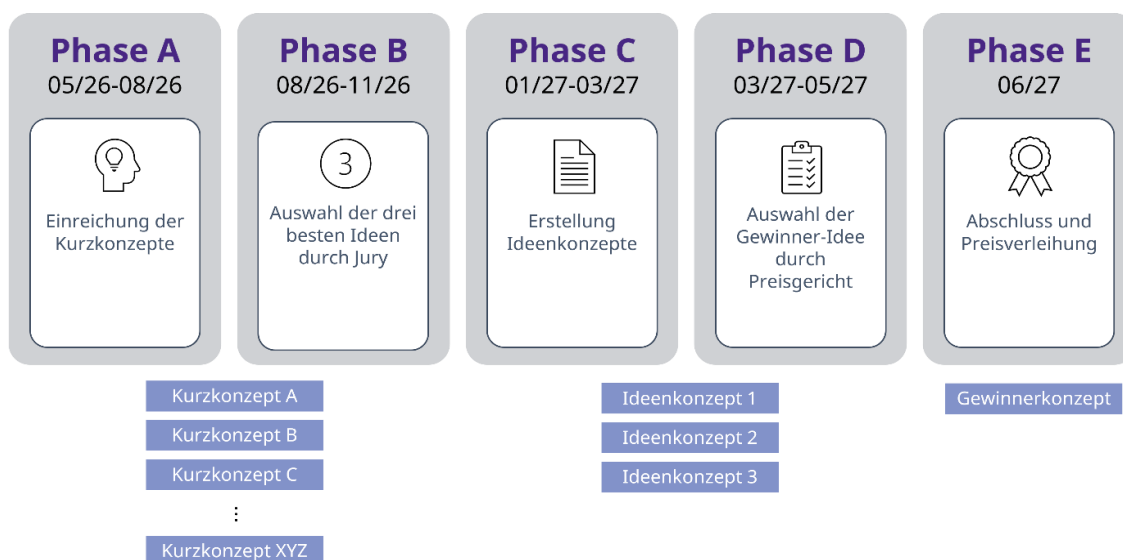 Phase A
05/26-08/26
Einreichung der
Kurzkonzepte
Phase B
08/26-11/26
3
Auswahl der drei
besten Ideen
durch Jury
Phase C
01/27-03/27
Erstellung
Ideenkonzepte
Phase D
03/27-05/27
Auswahl der
Gewinner-Idee
durch
Preisgericht
Phase E
06/27
Abschluss und
Preisverleihung
Kurzkonzept A
Kurzkonzept B
Kurzkonzept C
⋮
Kurzkonzept XYZ
Ideenkonzept 1
Ideenkonzept 2
Ideenkonzept 3
Gewinnerkonzept